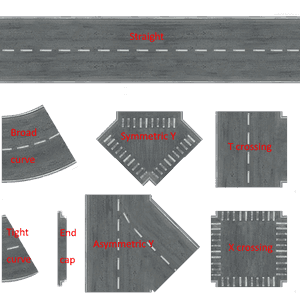 Straight
Broad
curve
Symmetric Y
T-crossing
Tight
curve
End
cap
Asymmetric Y
X-crossing